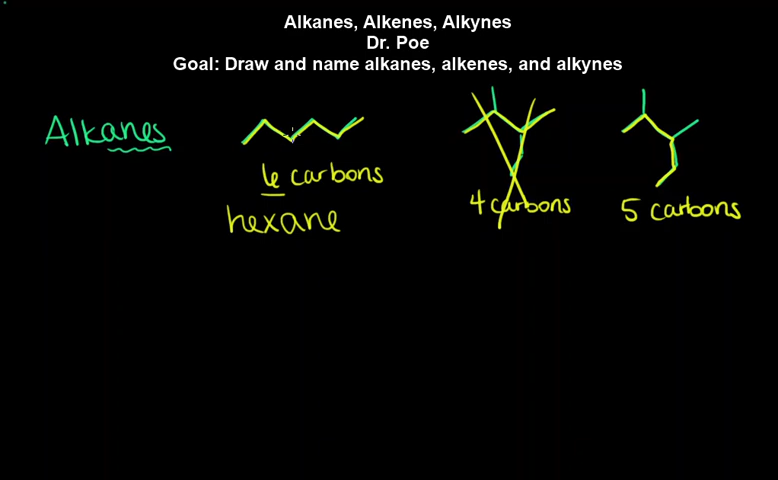 Alkanes, Alkenes, Alkynes
Dr. Poe
Goal: Draw and name alkanes, alkenes, and alkynes
Alkanes
6 carbons
hexane
4 carbons
5 carbons